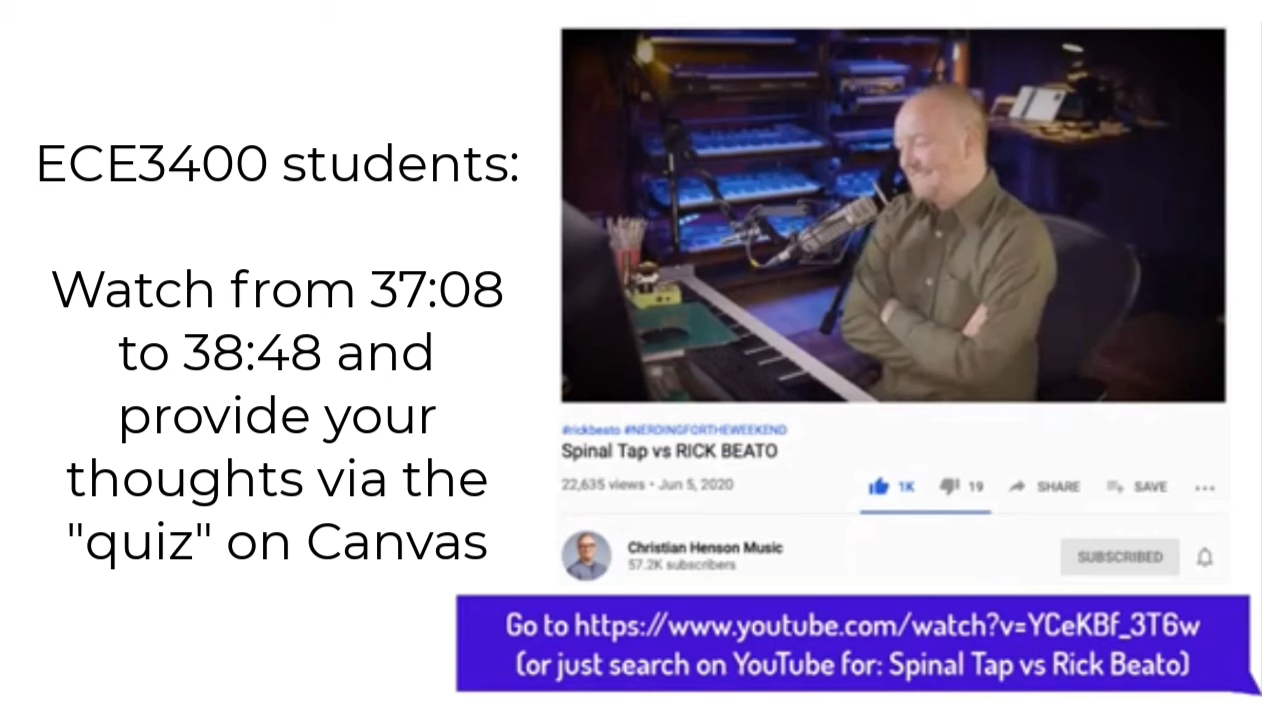 ECE3400 students:
Watch from 37:08
to 38:48 and
provide your
thoughts via the
"quiz" on Canvas
#rickbeato #NERDINGFORTHEWEEKEND
Spinal Tap vs RICK BEATO
22,635 views • Jun 5, 2020
1K 19 SHARE SAVE ...
Christian Henson Music
57.2K subscribers
SUBSCRIBED
Go to https://www.youtube.com/watch?v=YCeKBf_3T6w
(or just search on YouTube for: Spinal Tap vs Rick Beato)